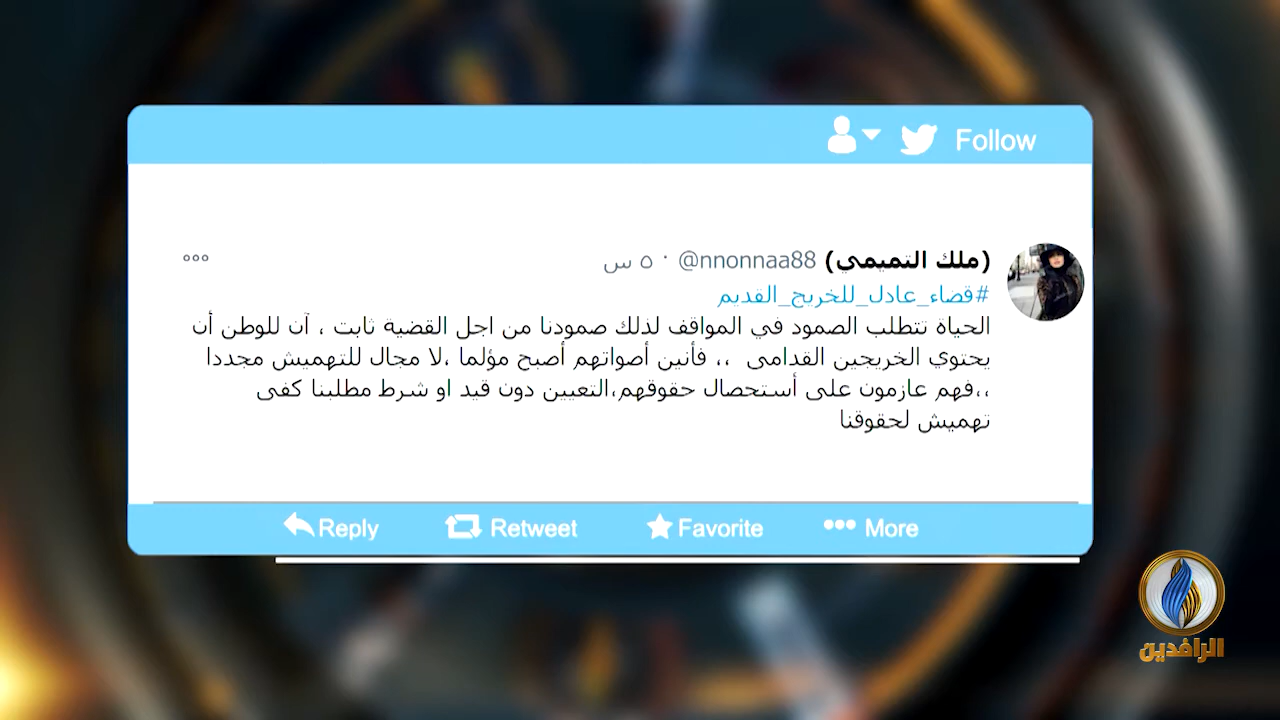 Follow
(ملك التميمي) @nnonnaa88 · ٥ س
#قضاء_عادل_للخريج_القديم
الحياة تتطلب الصمود في المواقف لذلك صمودنا من اجل القضية ثابت ، آن للوطن أن
يحتوي الخريجين القدامى ،، فأنين أصواتهم أصبح مؤلما ،لا مجال للتهميش مجددا
،،فهم عازمون على أستحصال حقوقهم،التعيين دون قيد او شرط مطلبنا كفى
تهميش لحقوقنا
Reply Retweet Favorite More
الرافدين